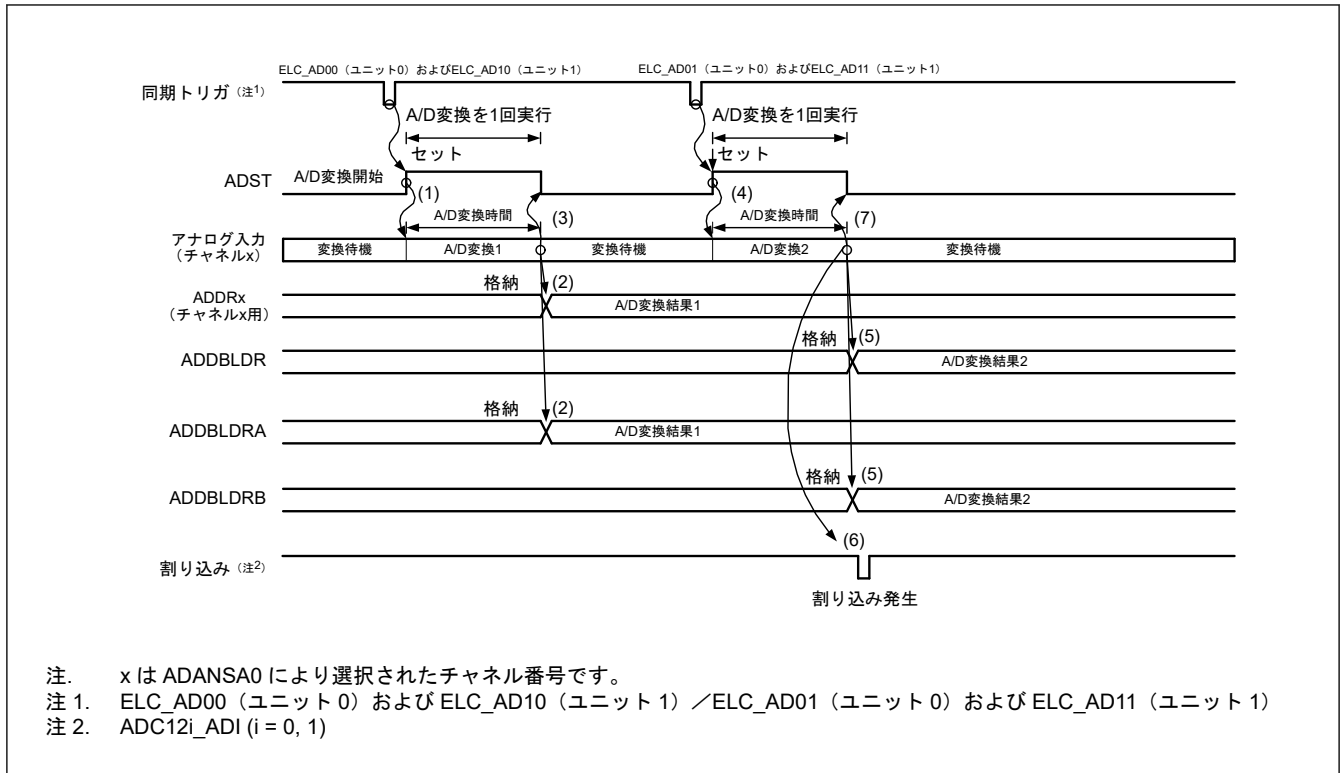 ELC_AD00（ユニット0）およびELC_AD10（ユニット1） ELC_AD01（ユニット0）およびELC_AD11（ユニット1）
同期トリガ（注1）
A/D変換を1回実行 A/D変換を1回実行
セット セット
ADST A/D変換開始 (1) (4)
A/D変換時間 (3) A/D変換時間 (7)
アナログ入力
（チャネルx）
変換待機 A/D変換1 変換待機 A/D変換2 変換待機
格納 (2)
ADDRx
（チャネルx用）
A/D変換結果1
格納 (5)
ADDBLDR A/D変換結果2
格納 (2)
ADDBLDRA A/D変換結果1
格納 (5)
ADDBLDRB A/D変換結果2
(6)
割り込み（注2）
割り込み発生
注. x は ADANSA0 により選択されたチャネル番号です。
注 1. ELC_AD00（ユニット 0）および ELC_AD10（ユニット 1）／ELC_AD01（ユニット 0）および ELC_AD11（ユニット 1）
注 2. ADC12i_ADI (i = 0, 1)